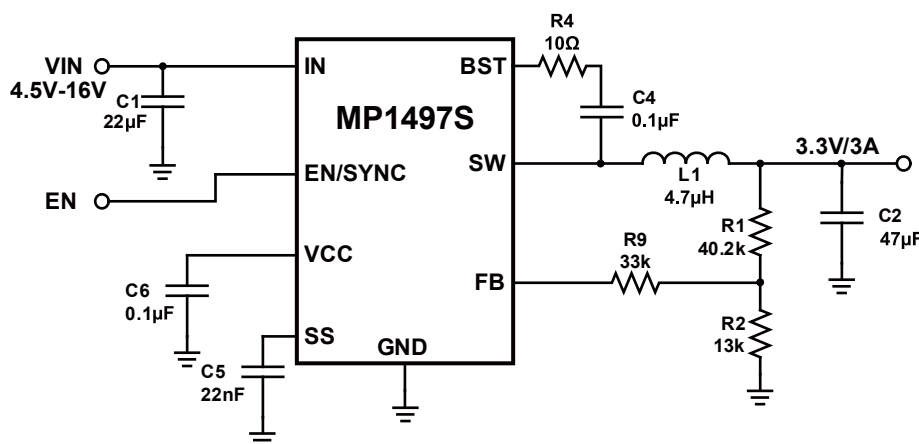 R4
10Ω
VIN
4.5V-16V
IN
BST
C1
22µF
C4
0.1µF
MP1497S
3.3V/3A
SW
EN/SYNC
L1
4.7µH
EN
C2
47µF
R1
40.2k
R9
33k
VCC
FB
C6
0.1µF
R2
13k
SS
GND
C5
22nF